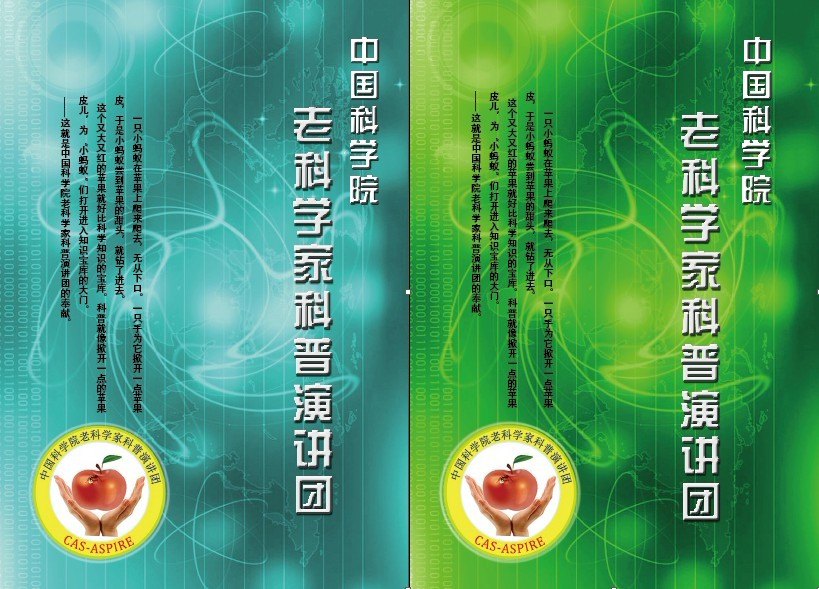 中国科学院
老科学家科普演讲团
一只小蚂蚁在苹果上爬来爬去，无从下口。一只手为它掀开一点苹果
皮，于是小蚂蚁尝到苹果的甜头，就钻了进去。
这个又大又红的苹果就好比科学知识的宝库。科普就像掀开一点的苹果
皮儿，为“小蚂蚁”们打开进入知识宝库的大门。
——这就是中国科学院老科学家科普演讲团的奉献。
中国科学院老科学家科普演讲团
CAS-ASPIRE
中国科学院
老科学家科普演讲团
一只小蚂蚁在苹果上爬来爬去，无从下口。一只手为它掀开一点苹果
皮，于是小蚂蚁尝到苹果的甜头，就钻了进去。
这个又大又红的苹果就好比科学知识的宝库。科普就像掀开一点的苹果
皮儿，为“小蚂蚁”们打开进入知识宝库的大门。
——这就是中国科学院老科学家科普演讲团的奉献。
中国科学院老科学家科普演讲团
CAS-ASPIRE